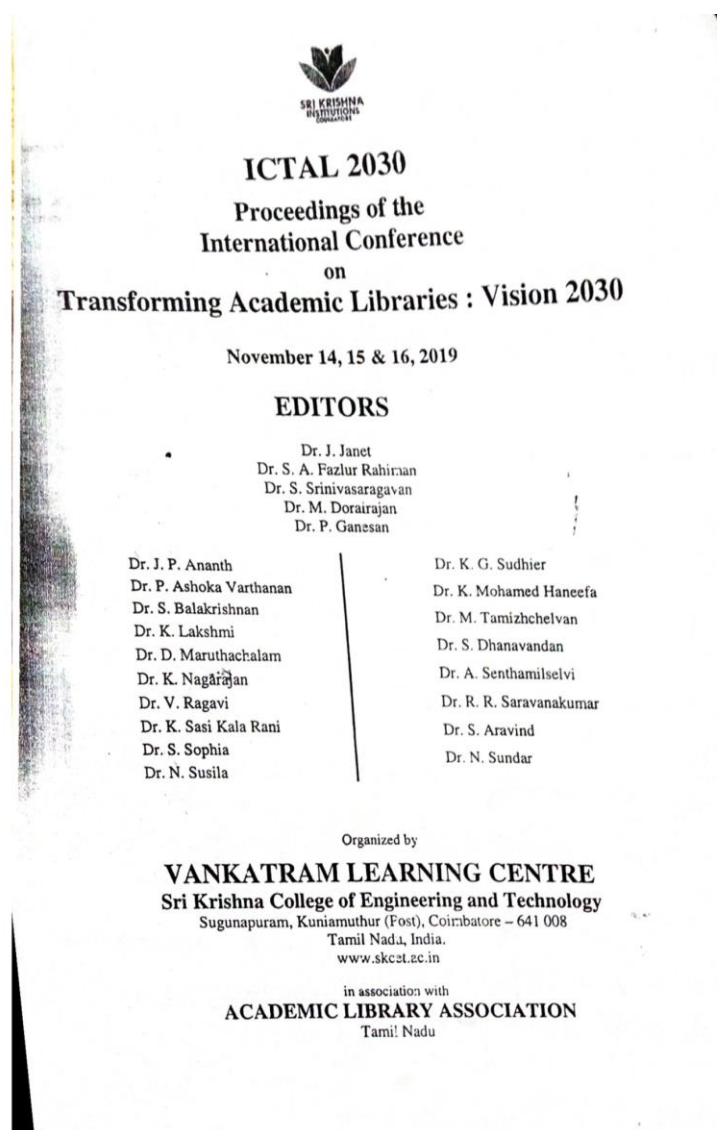 SRI KRISHNA
INSTITUTIONS
COIMBATORE
ICTAL 2030
Proceedings of the
International Conference
on
Transforming Academic Libraries : Vision 2030
November 14, 15 & 16, 2019
EDITORS
Dr. J. Janet
Dr. S. A. Fazlur Rahiman
Dr. S. Srinivasaragavan
Dr. M. Dorairajan
Dr. P. Ganesan
Dr. J. P. Ananth
Dr. P. Ashoka Varthanan
Dr. S. Balakrishnan
Dr. K. Lakshmi
Dr. D. Maruthachalam
Dr. K. Nagarajan
Dr. V. Ragavi
Dr. K. Sasi Kala Rani
Dr. S. Sophia
Dr. N. Susila
Dr. K. G. Sudhier
Dr. K. Mohamed Haneefa
Dr. M. Tamizhchelvan
Dr. S. Dhanavandan
Dr. A. Senthamilselvi
Dr. R. R. Saravanakumar
Dr. S. Aravind
Dr. N. Sundar
Organized by
VANKATRAM LEARNING CENTRE
Sri Krishna College of Engineering and Technology
Sugunapuram, Kuniamuthur (Post), Coimbatore – 641 008
Tamil Nadu, India.
www.skcet.ac.in
in association with
ACADEMIC LIBRARY ASSOCIATION
Tamil Nadu